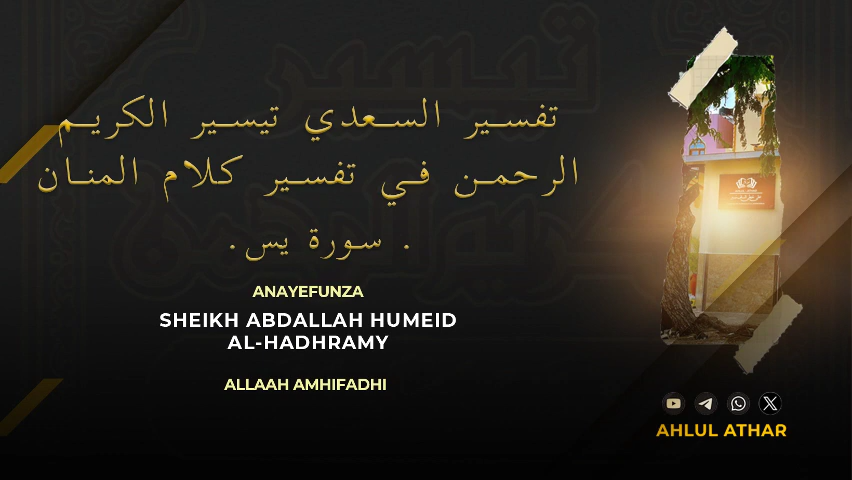 تفسير السعدي تيسير الكريم
الرحمن في تفسير كلام المنان
. سورة يس.
ANAYEFUNZA
SHEIKH ABDALLAH HUMEID
AL-HADHRAMY
ALLAAH AMHIFADHI
AHLUL ATHAR